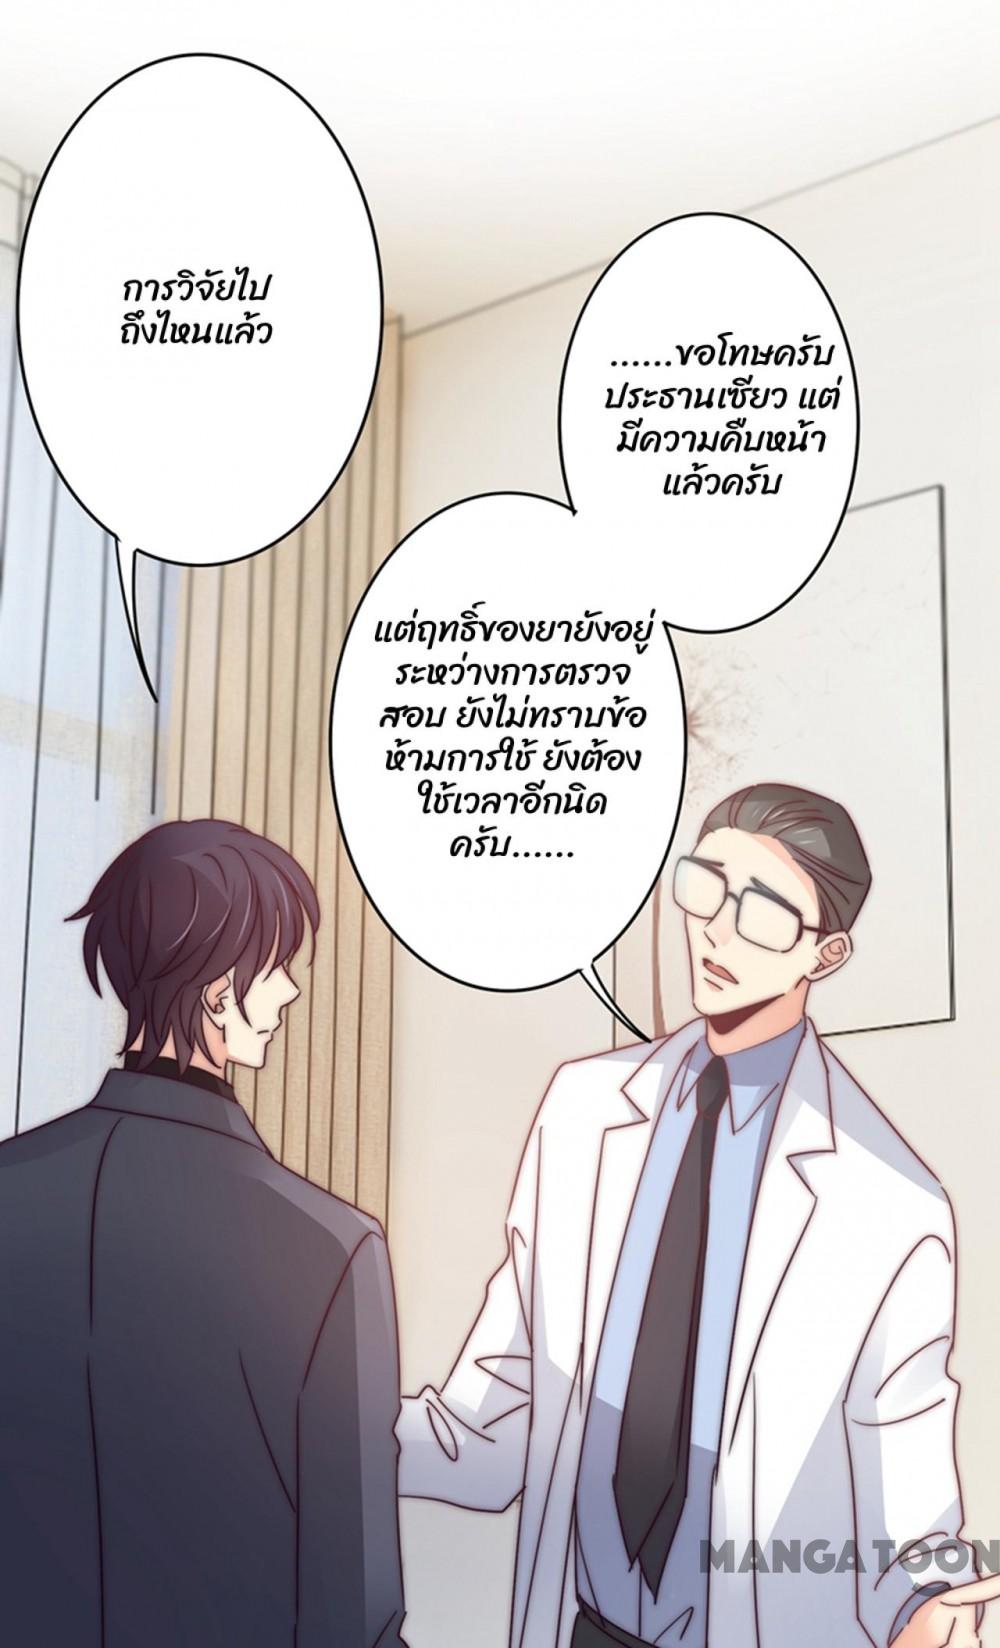 การวิจัยไป
ถึงไหนแล้ว
......ขอโทษครับ
ประธานเซียว แต่
มีความคืบหน้า
แล้วครับ
แต่ฤทธิ์ของยายังอยู่
ระหว่างการตรวจ
สอบ ยังไม่ทราบข้อ
ห้ามการใช้ ยังต้อง
ใช้เวลาอีกนิด
ครับ......
MANGATOON